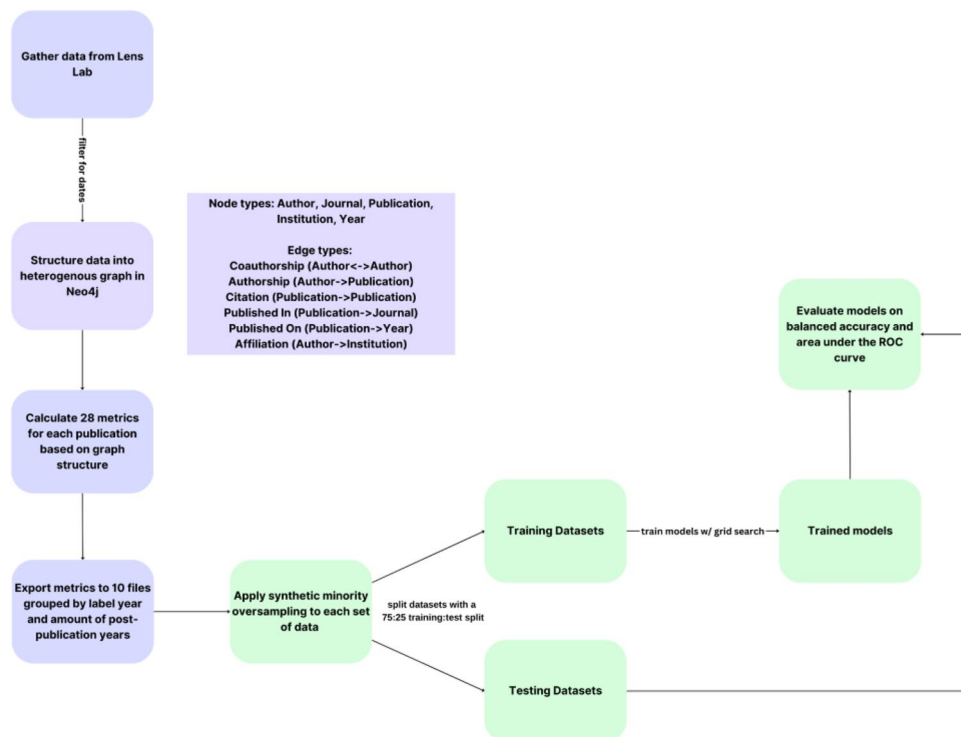 Gather data from Lens
Lab
filter for dates
Structure data into
heterogenous graph in
Neo4j
Node types: Author, Journal, Publication,
Institution, Year
Edge types:
Coauthorship (Author<->Author)
Authorship (Author->Publication)
Citation (Publication->Publication)
Published In (Publication->Journal)
Published On (Publication->Year)
Affiliation (Author->Institution)
Calculate 28 metrics
for each publication
based on graph
structure
Export metrics to 10 files
grouped by label year
and amount of post-
publication years
Apply synthetic minority
oversampling to each set
of data
split datasets with a
75:25 training:test split
Training Datasets
Testing Datasets
train models w/ grid search
Trained models
Evaluate models on
balanced accuracy and
area under the ROC
curve